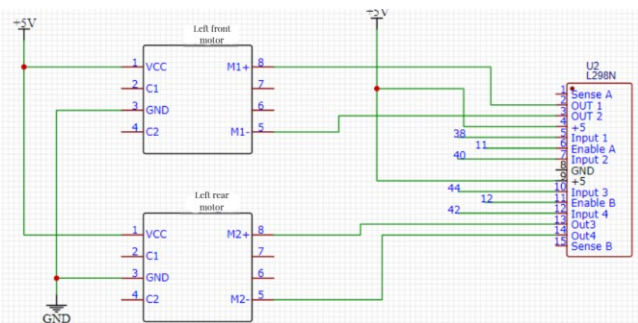 +5V
Left front
motor
1 VCC M1+ 8
2 C1 7
3 GND 6
4 C2 M1- 5
Left rear
motor
1 VCC M2+ 8
2 C1 7
3 GND 6
4 C2 M2- 5
GND
+5V
U2
L298N
1 Sense A
2 OUT 1
3 OUT 2
4 +5
38 5 Input 1
11 6 Enable A
40 7 Input 2
8 GND
9 +5
44 10 Input 3
12 11 Enable B
42 12 Input 4
13 Out3
14 Out4
15 Sense B